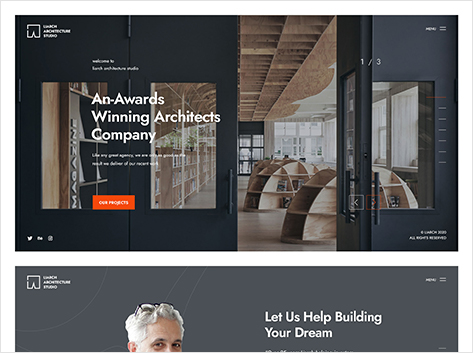 LIARCH
ARCHITECTURE
STUDIO
MENU
welcome to
liarch architecture studio
1 / 3
An-Awards
Winning Architects
Company
Like any great agency, we are only as good as the
result we deliver of our recent work
OUR PROJECTS
MAGAZINE
© LIARCH 2020
ALL RIGHTS RESERVED
LIARCH
ARCHITECTURE
STUDIO
MENU
Let Us Help Building
Your Dream